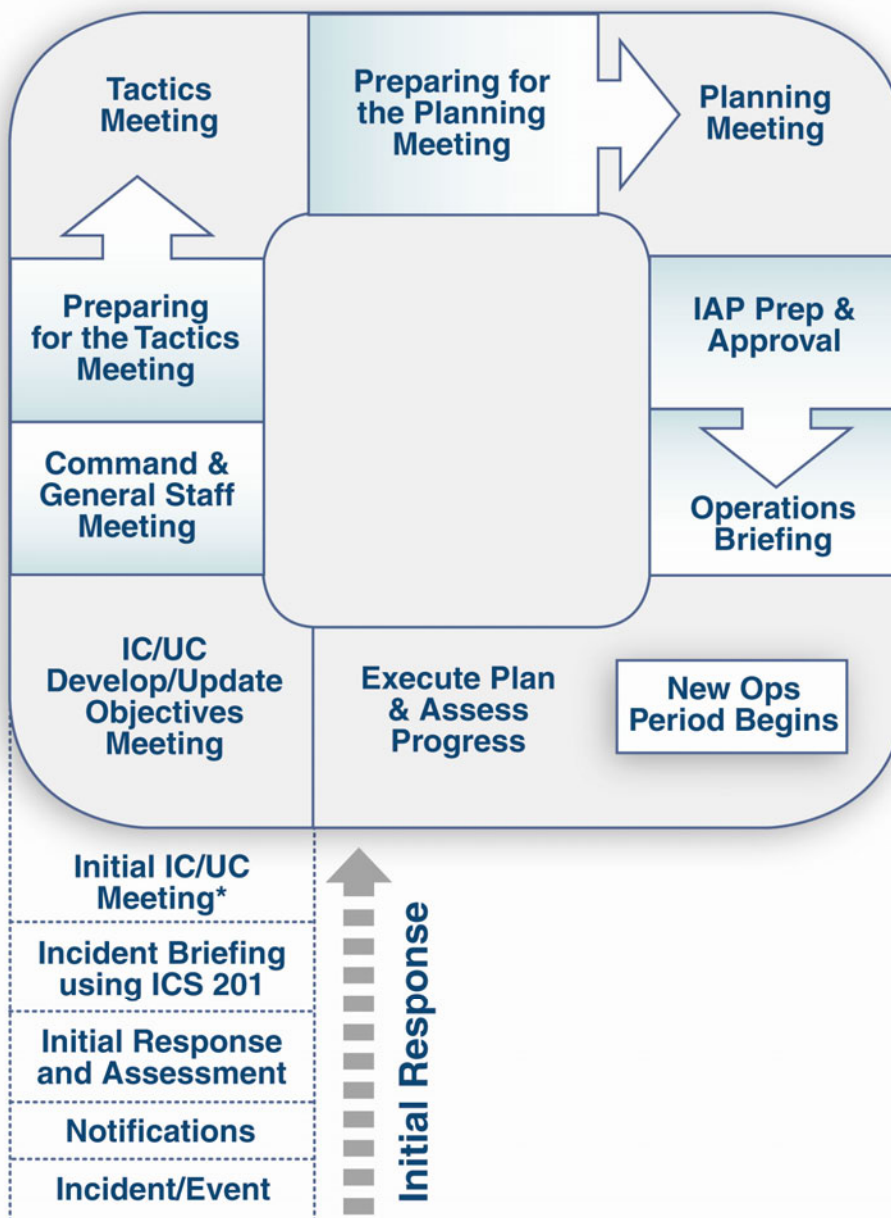 Tactics
Meeting
Preparing for
the Planning
Meeting
Planning
Meeting
Preparing
for the Tactics
Meeting
IAP Prep &
Approval
Command &
General Staff
Meeting
Operations
Briefing
IC/UC
Develop/Update
Objectives
Meeting
Execute Plan
& Assess
Progress
New Ops
Period Begins
Initial IC/UC
Meeting*
Incident Briefing
using ICS 201
Initial Response
and Assessment
Notifications
Incident/Event
Initial Response